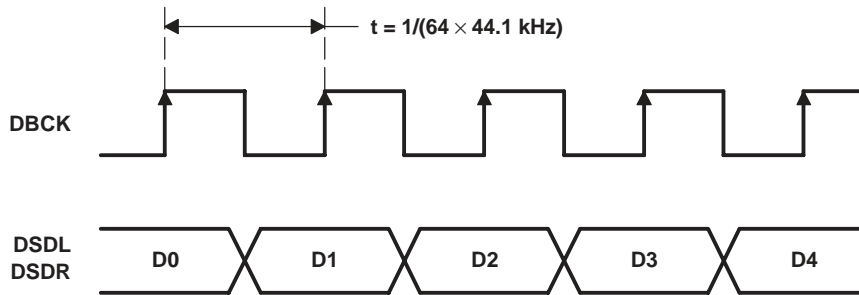 t = 1/(64 × 44.1 kHz)
DBCK
DSDL
DSDR
D0 D1 D2 D3 D4